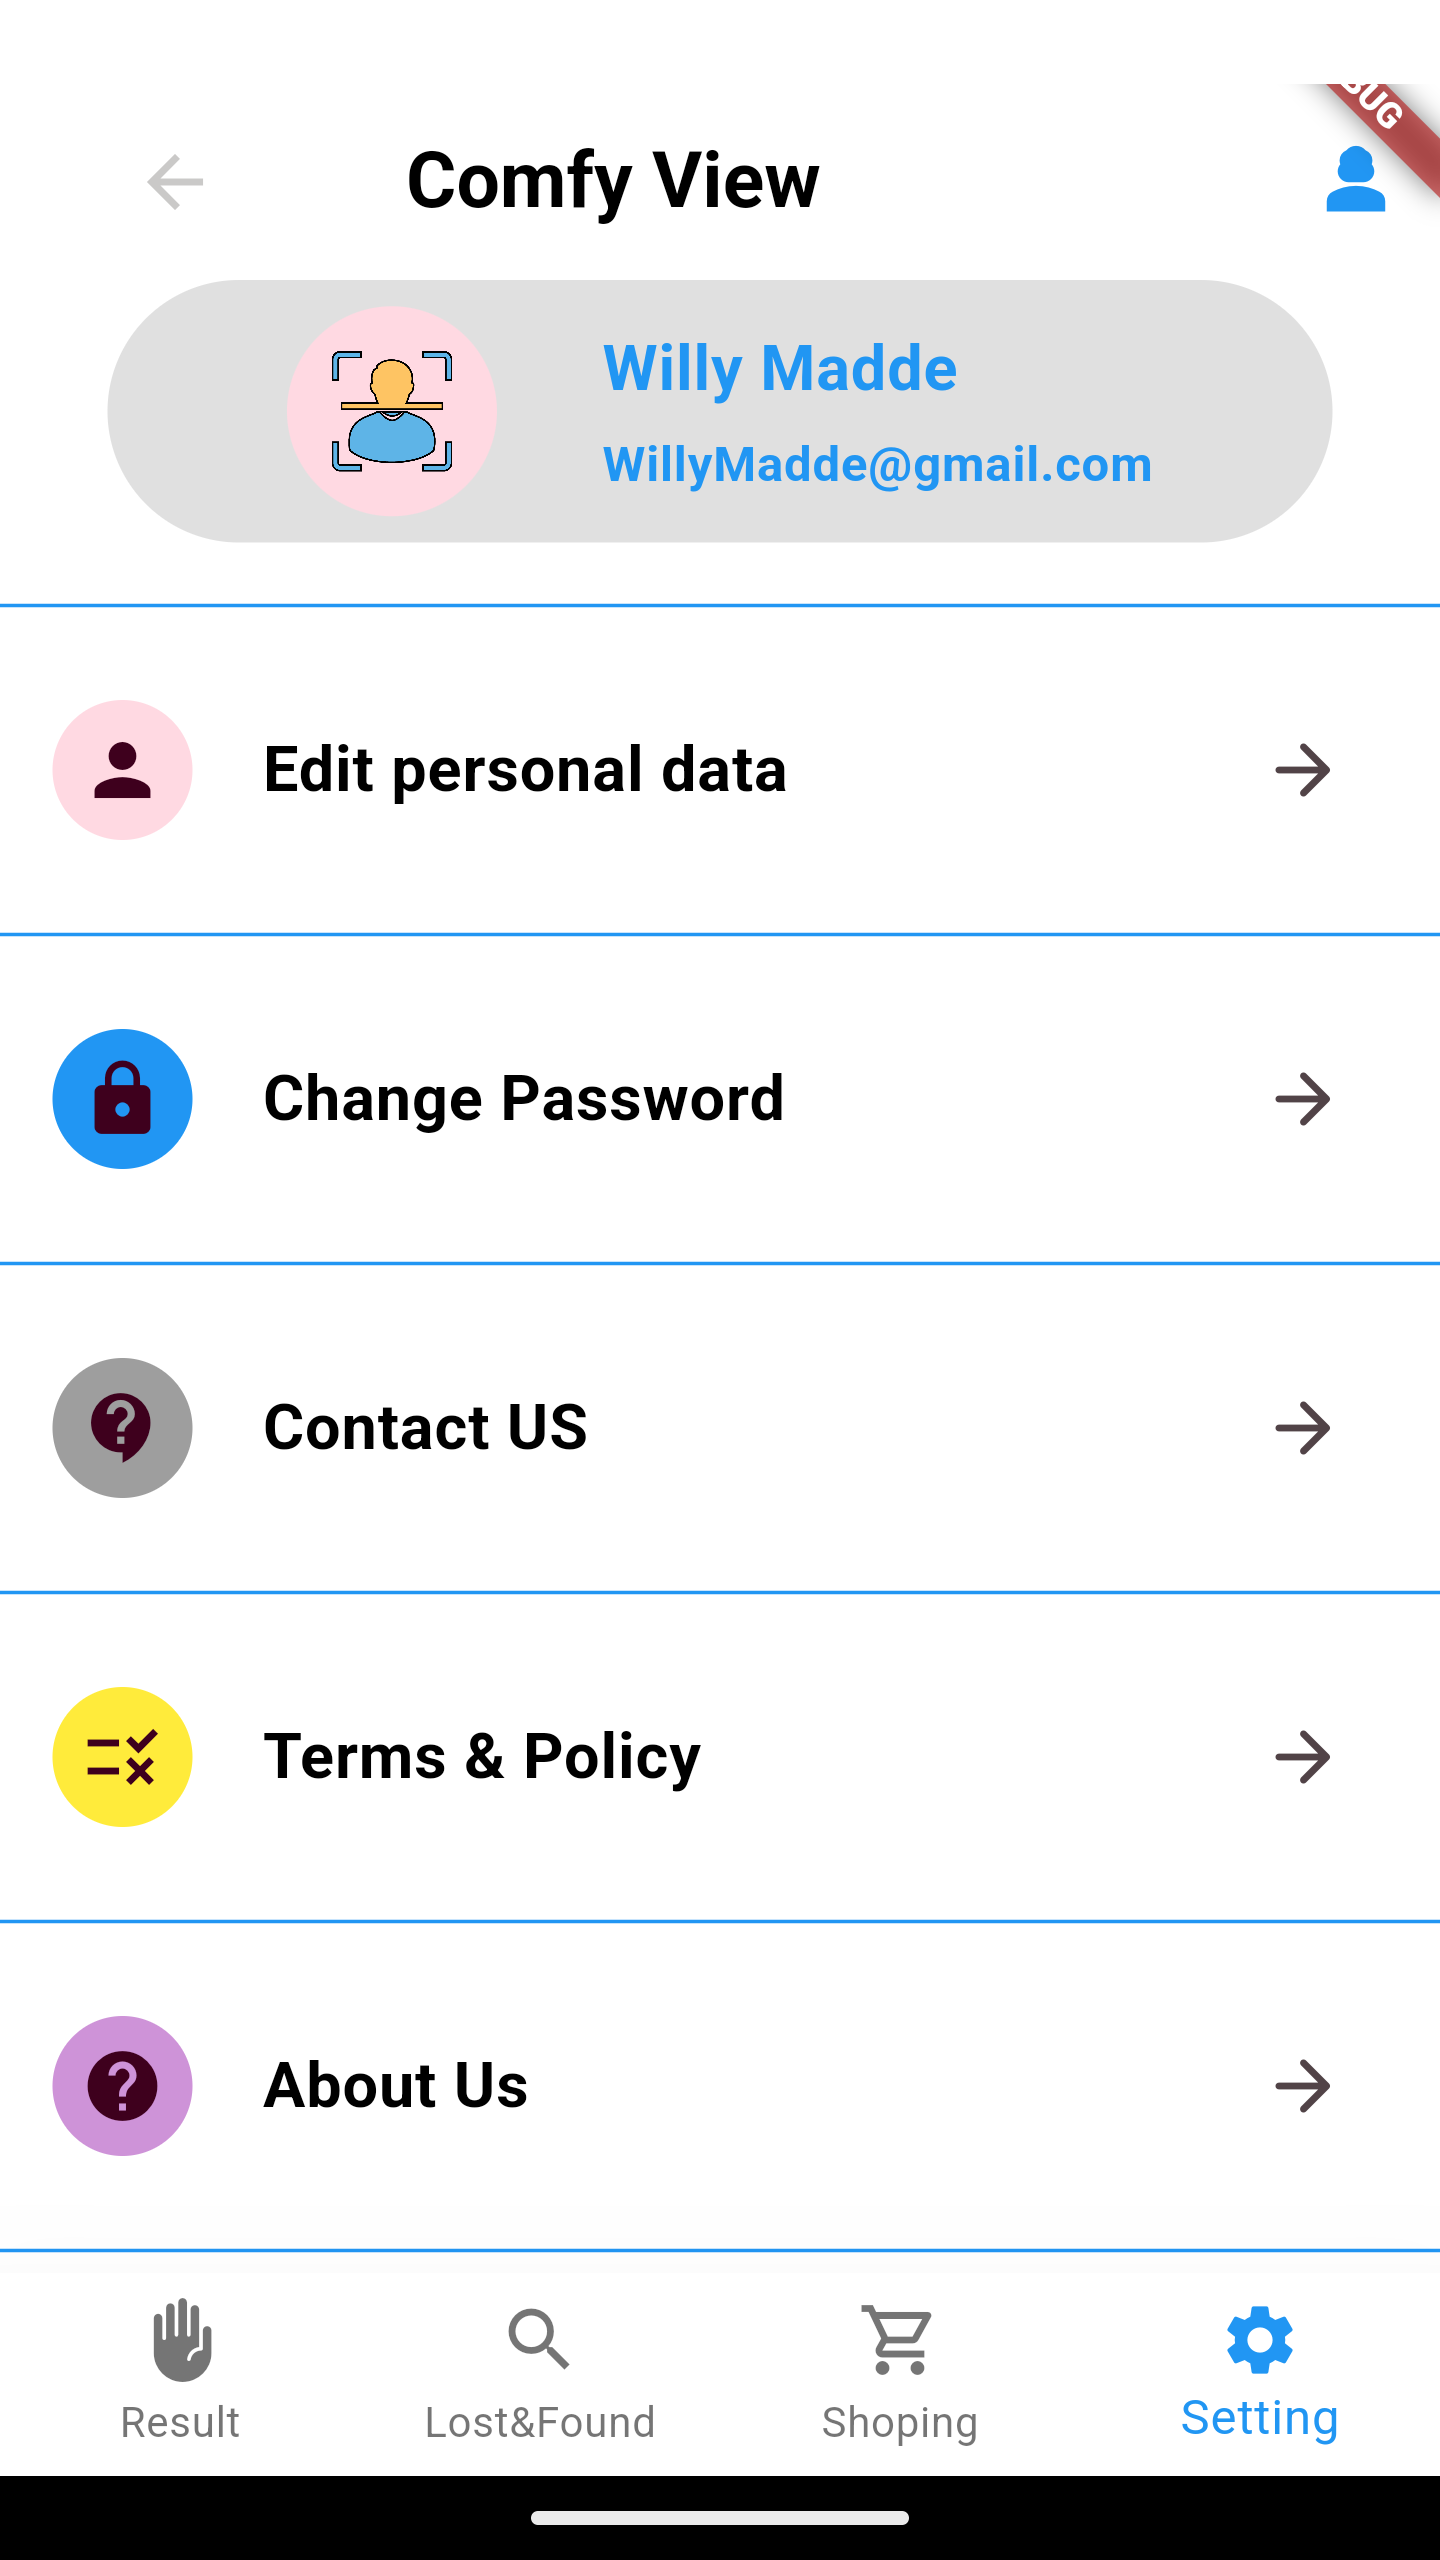 Comfy View
Willy Madde
WillyMadde@gmail.com
Edit personal data
Change Password
Contact US
Terms & Policy
About Us
Result
Lost&Found
Shoping
Setting